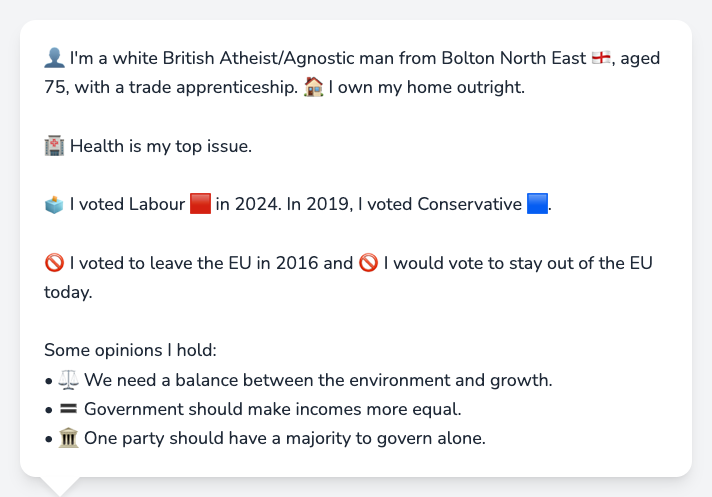 👤 I'm a white British Atheist/Agnostic man from Bolton North East 🏴󠁧󠁢󠁥󠁮󠁧󠁿, aged
75, with a trade apprenticeship. 🏠 I own my home outright.
🏥 Health is my top issue.
🗳️ I voted Labour 🟥 in 2024. In 2019, I voted Conservative 🟦.
🚫 I voted to leave the EU in 2016 and 🚫 I would vote to stay out of the EU
today.
Some opinions I hold:
• ⚖️ We need a balance between the environment and growth.
• 🟰 Government should make incomes more equal.
• 🏛️ One party should have a majority to govern alone.